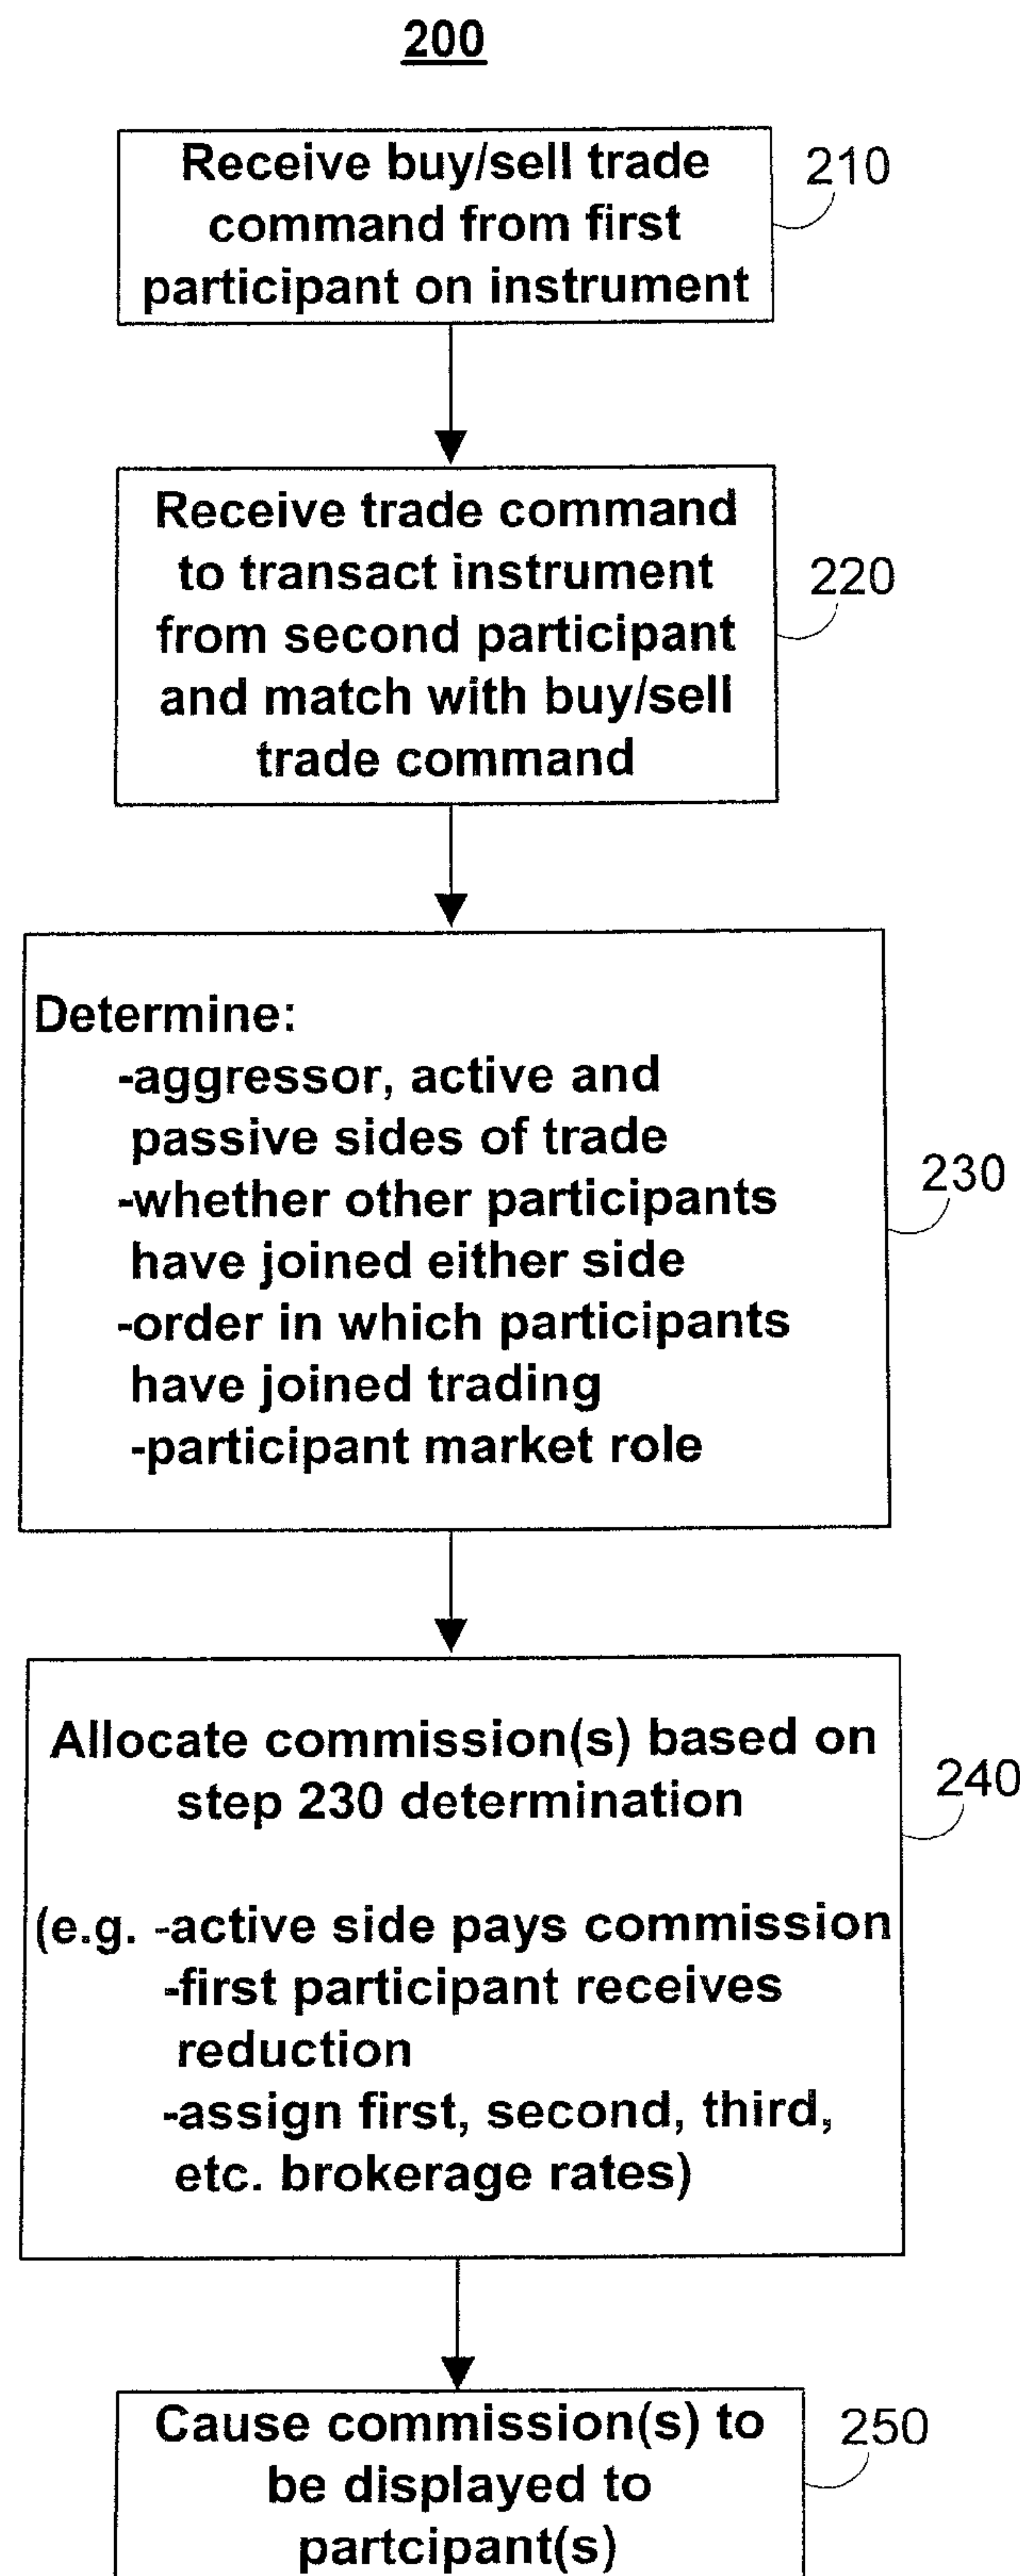 200
Receive buy/sell trade
command from first
participant on instrument
210
Receive trade command
to transact instrument
from second participant
and match with buy/sell
trade command
220
Determine:
-aggressor, active and
passive sides of trade
-whether other participants
have joined either side
-order in which participants
have joined trading
-participant market role
230
Allocate commission(s) based on
step 230 determination
(e.g. -active side pays commission
-first participant receives
reduction
-assign first, second, third,
etc. brokerage rates)
240
Cause commission(s) to
be displayed to
partcipant(s)
250